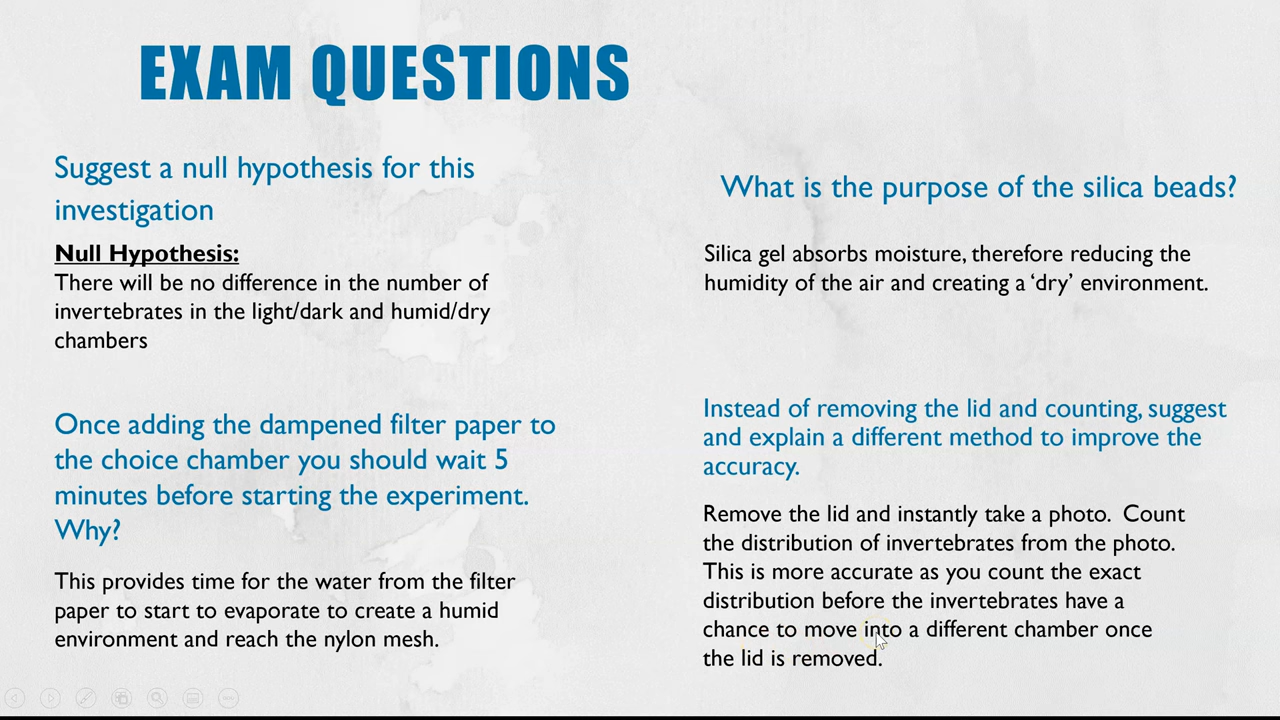 EXAM QUESTIONS
Suggest a null hypothesis for this
investigation
Null Hypothesis:
There will be no difference in the number of
invertebrates in the light/dark and humid/dry
chambers
Once adding the dampened filter paper to
the choice chamber you should wait 5
minutes before starting the experiment.
Why?
This provides time for the water from the filter
paper to start to evaporate to create a humid
environment and reach the nylon mesh.
What is the purpose of the silica beads?
Silica gel absorbs moisture, therefore reducing the
humidity of the air and creating a ‘dry’ environment.
Instead of removing the lid and counting, suggest
and explain a different method to improve the
accuracy.
Remove the lid and instantly take a photo.  Count
the distribution of invertebrates from the photo.
This is more accurate as you count the exact
distribution before the invertebrates have a
chance to move into a different chamber once
the lid is removed.